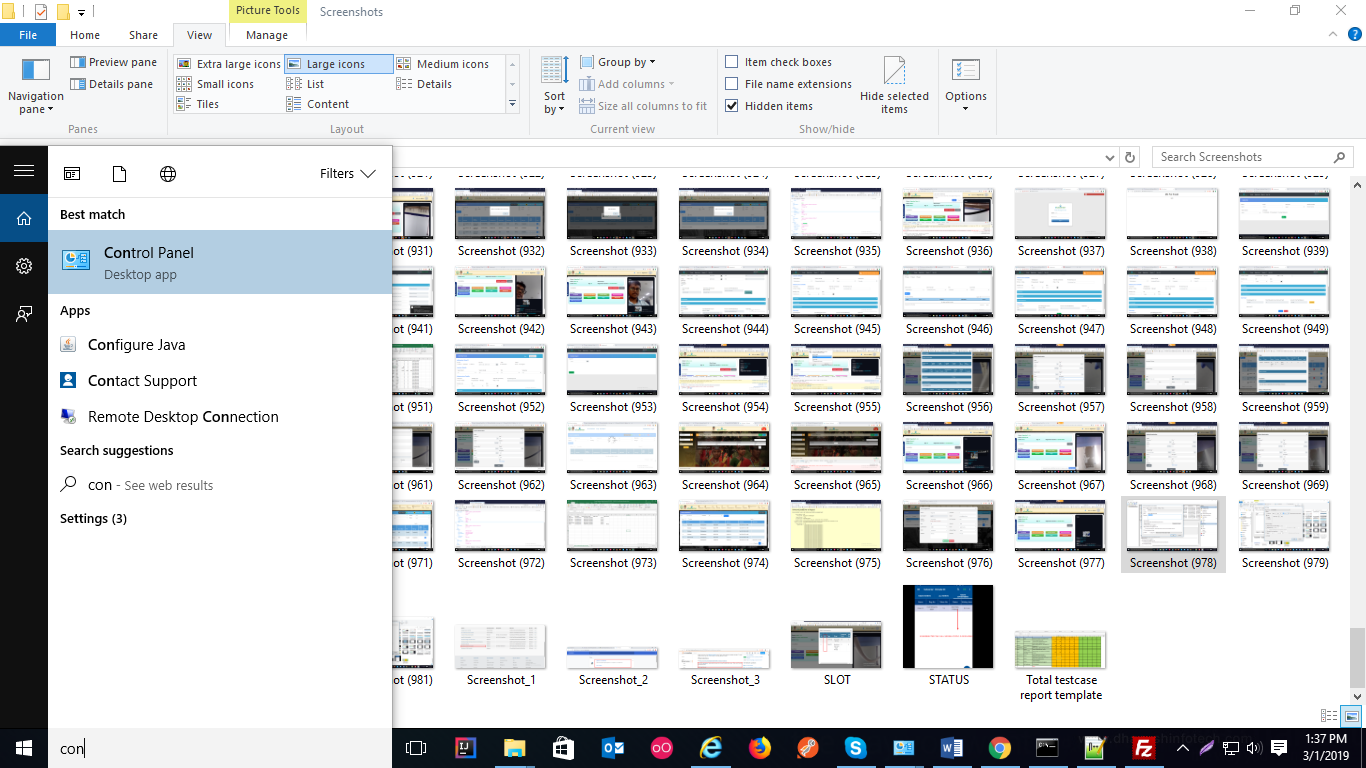 Picture Tools
Screenshots
File
Home
Share
View
Manage
Navigation
pane
Preview pane
Details pane
Panes
Extra large icons
Large icons
Medium icons
Small icons
List
Details
Tiles
Content
Layout
Sort
by
Group by
Add columns
Size all columns to fit
Current view
Item check boxes
File name extensions
Hidden items
Hide selected
items
Show/hide
Options
Search Screenshots
Filters
Best match
Control Panel
Desktop app
Apps
Configure Java
Contact Support
Remote Desktop Connection
Search suggestions
con - See web results
Settings (3)
con
ot (931)
Screenshot (932)
Screenshot (933)
Screenshot (934)
Screenshot (935)
Screenshot (936)
Screenshot (937)
Screenshot (938)
Screenshot (939)
ot (941)
Screenshot (942)
Screenshot (943)
Screenshot (944)
Screenshot (945)
Screenshot (946)
Screenshot (947)
Screenshot (948)
Screenshot (949)
ot (951)
Screenshot (952)
Screenshot (953)
Screenshot (954)
Screenshot (955)
Screenshot (956)
Screenshot (957)
Screenshot (958)
Screenshot (959)
ot (961)
Screenshot (962)
Screenshot (963)
Screenshot (964)
Screenshot (965)
Screenshot (966)
Screenshot (967)
Screenshot (968)
Screenshot (969)
ot (971)
Screenshot (972)
Screenshot (973)
Screenshot (974)
Screenshot (975)
Screenshot (976)
Screenshot (977)
Screenshot (978)
Screenshot (979)
ot (981)
Screenshot_1
Screenshot_2
Screenshot_3
SLOT
STATUS
Total testcase
report template
1:37 PM
3/1/2019